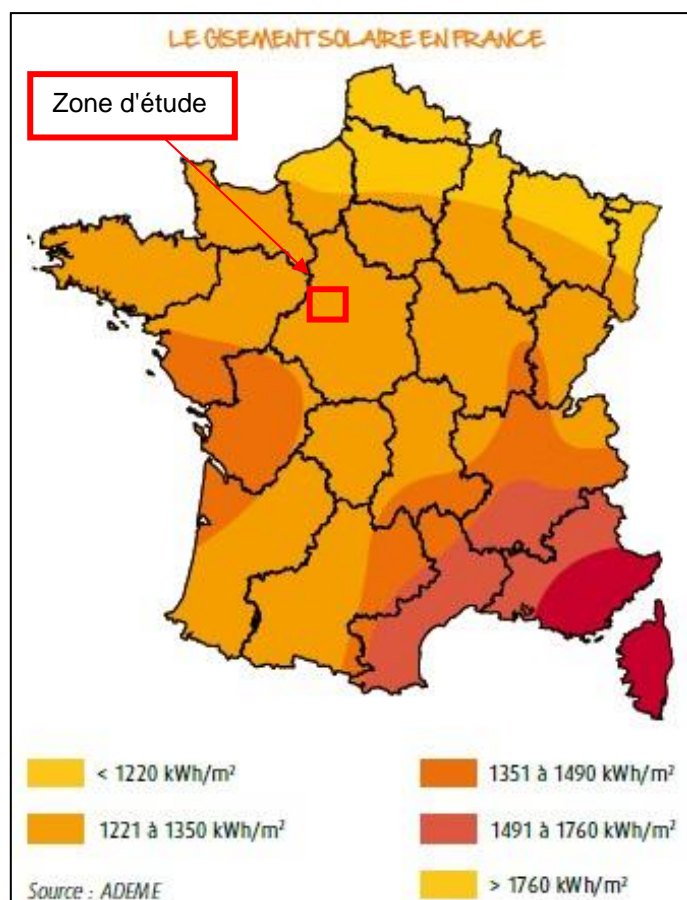 LE GISEMENT SOLAIRE EN FRANCE
Zone d'étude
< 1220 kWh/m²
1221 à 1350 kWh/m²
1351 à 1490 kWh/m²
1491 à 1760 kWh/m²
> 1760 kWh/m²
Source : ADEME